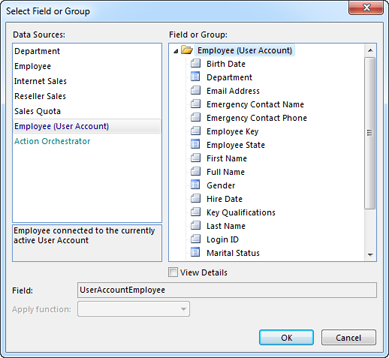 Select Field or Group
Data Sources:
Department
Employee
Internet Sales
Reseller Sales
Sales Quota
Employee (User Account)
Action Orchestrator
Employee connected to the currently
active User Account
Field or Group:
Employee (User Account)
Birth Date
Department
Email Address
Emergency Contact Name
Emergency Contact Phone
Employee Key
Employee State
First Name
Full Name
Gender
Hire Date
Key Qualifications
Last Name
Login ID
Marital Status
View Details
Field:
UserAccountEmployee
Apply function:
OK
Cancel